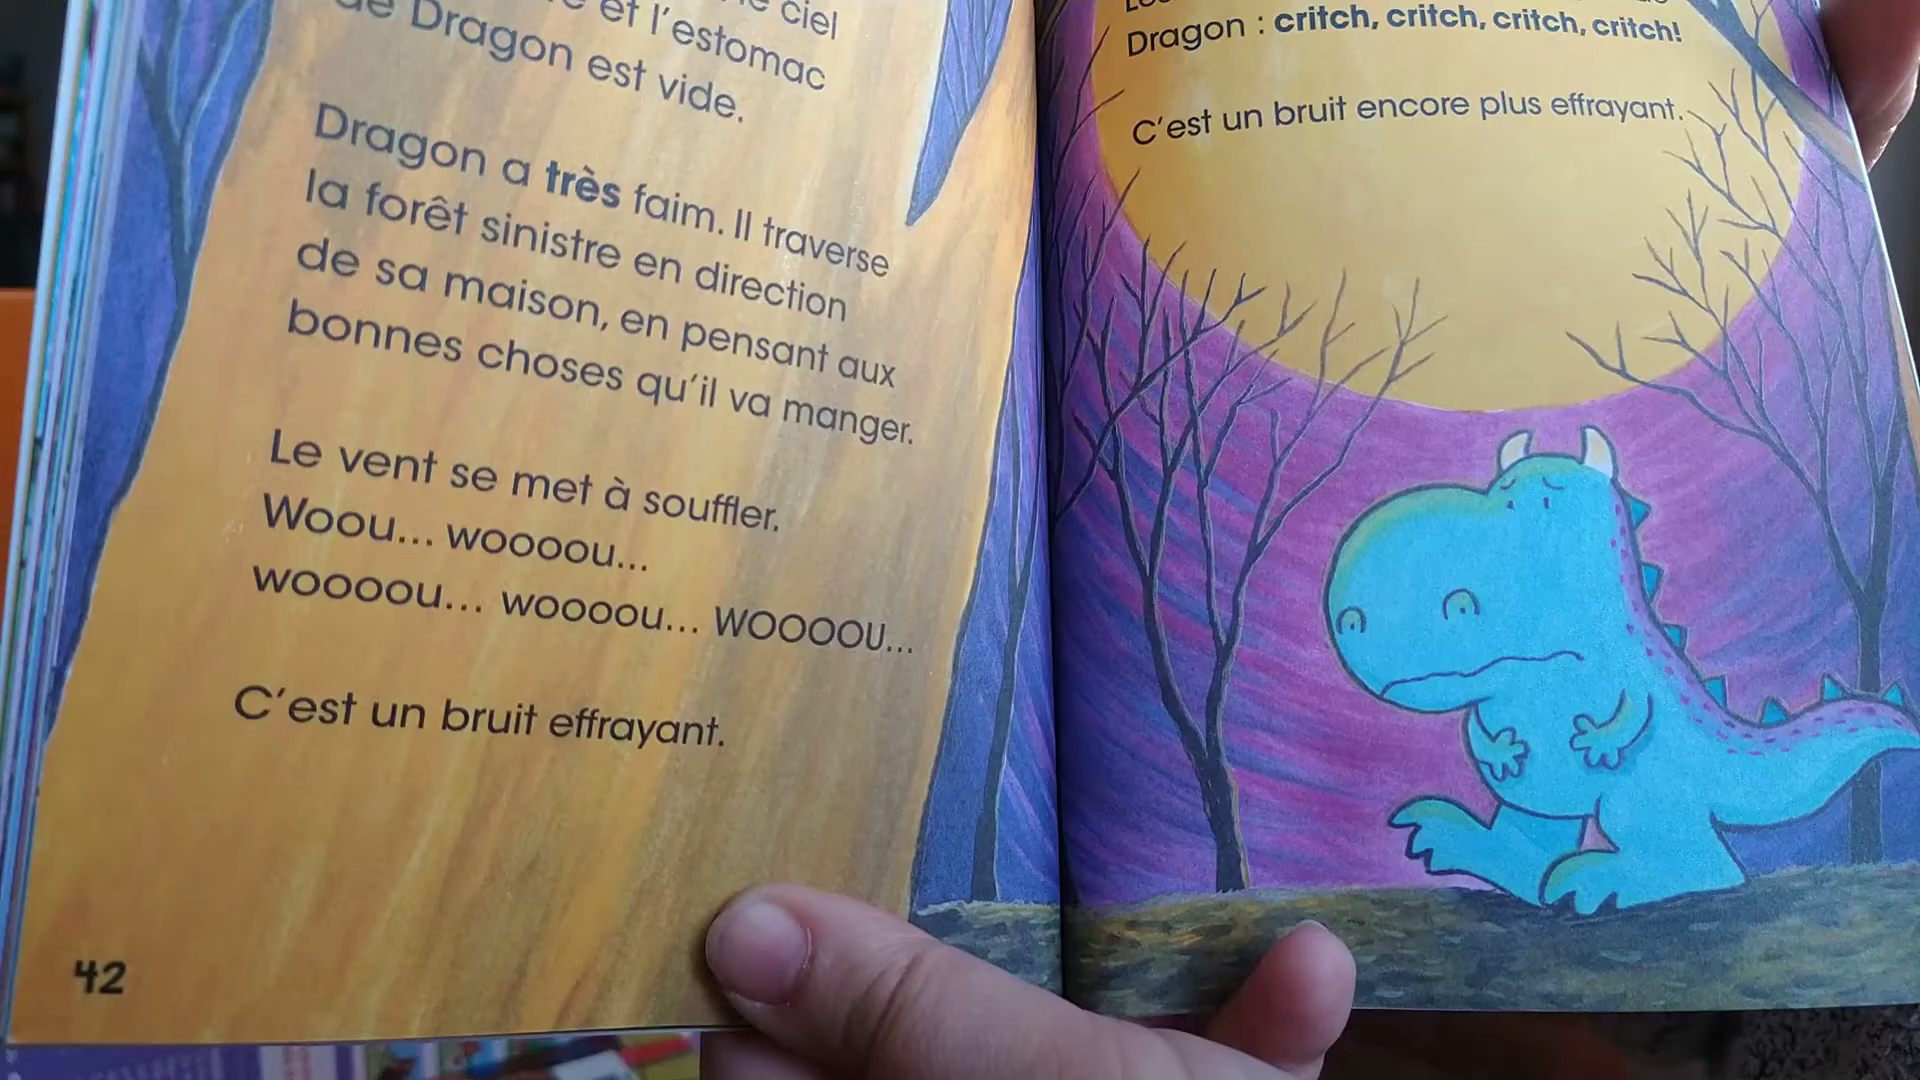 ciel
et l'estomac
de Dragon est vide.
Dragon a très faim. Il traverse
la forêt sinistre en direction
de sa maison, en pensant aux
bonnes choses qu'il va manger.
Le vent se met à souffler.
Woou... woooou...
woooou... woooou... WOOOOU...
C'est un bruit effrayant.
42
Dragon : critch, critch, critch, critch!
C'est un bruit encore plus effrayant.